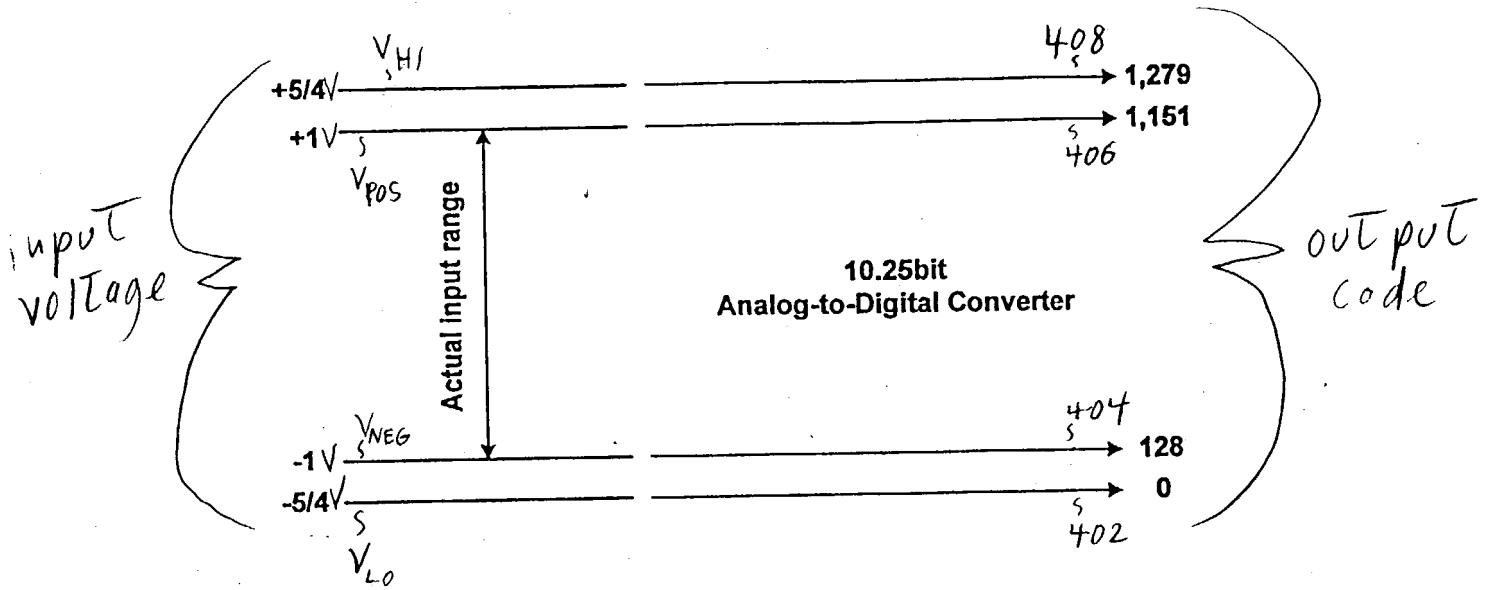 V_HI
408
+5/4V
1,279
+1V
1,151
V_POS
406
Actual input range
input
voltage
output
code
10.25bit
Analog-to-Digital Converter
V_NEG
404
-1V
128
-5/4V
0
V_LO
402